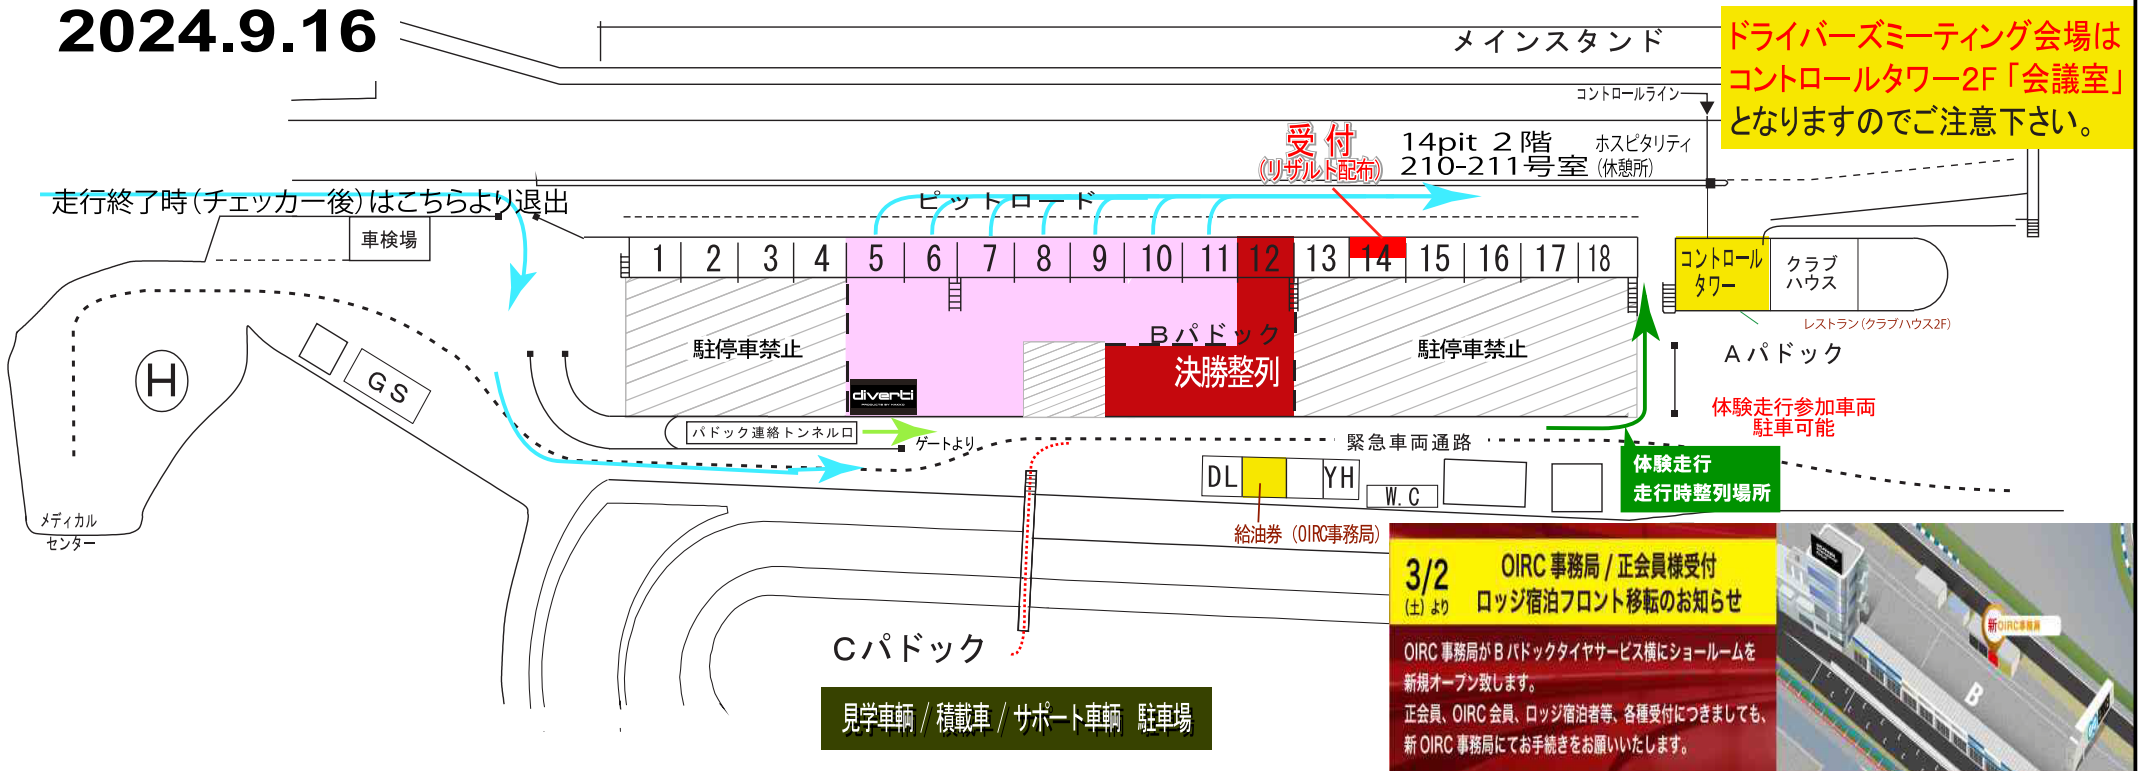 2024.9.16
メインスタンド
ドライバーズミーティング会場は
コントロールタワー2F「会議室」
となりますのでご注意下さい。
コントロールライン
受付
(リザルト配布)
14pit 2階
210-211号室
ホスピタリティ
(休憩所)
走行終了時(チェッカー後)はこちらより退出
ピットロード
車検場
1 2 3 4 5 6 7 8 9 10 11 12 13 14 15 16 17 18
コントロール
タワー
クラブ
ハウス
レストラン(クラブハウス2F)
駐停車禁止
Bパドック
決勝整列
駐停車禁止
Aパドック
diverti
H
GS
体験走行参加車両
駐車可能
パドック連絡トンネル口
ゲートより
緊急車両通路
体験走行
走行時整列場所
DL
YH
W.C
メディカル
センター
給油券（OIRC事務局）
Cパドック
見学車輌 / 積載車 / サポート車輌 駐車場
3/2
(土)より
OIRC 事務局 / 正会員様受付
ロッジ宿泊フロント移転のお知らせ
OIRC 事務局が B パドックタイヤサービス横にショールームを
新規オープン致します。
正会員、OIRC 会員、ロッジ宿泊者等、各種受付につきましても、
新 OIRC 事務局にてお手続きをお願いいたします。
新OIRC事務局
B